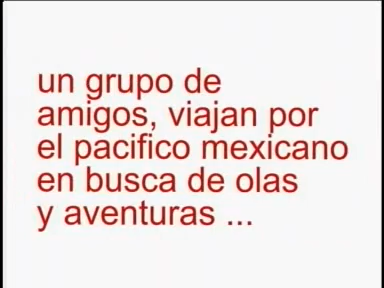 un grupo de
amigos, viajan por
el pacifico mexicano
en busca de olas
y aventuras ...